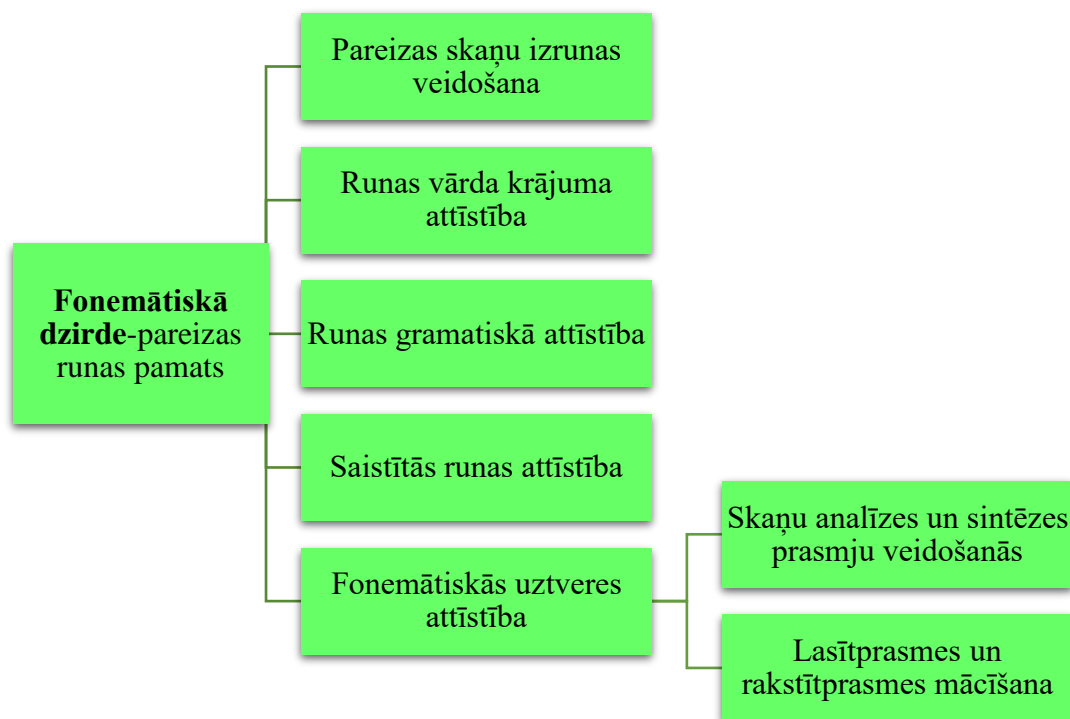 Pareizas skaņu izrunas
veidošana
Runas vārda krājuma
attīstība
Fonemātiskā
dzirde-pareizas
runas pamats
Runas gramatiskā attīstība
Saistītās runas attīstība
Skaņu analīzes un sintēzes
prasmju veidošanās
Fonemātiskās uztveres
attīstība
Lasītprasmes un
rakstītprasmes mācīšana